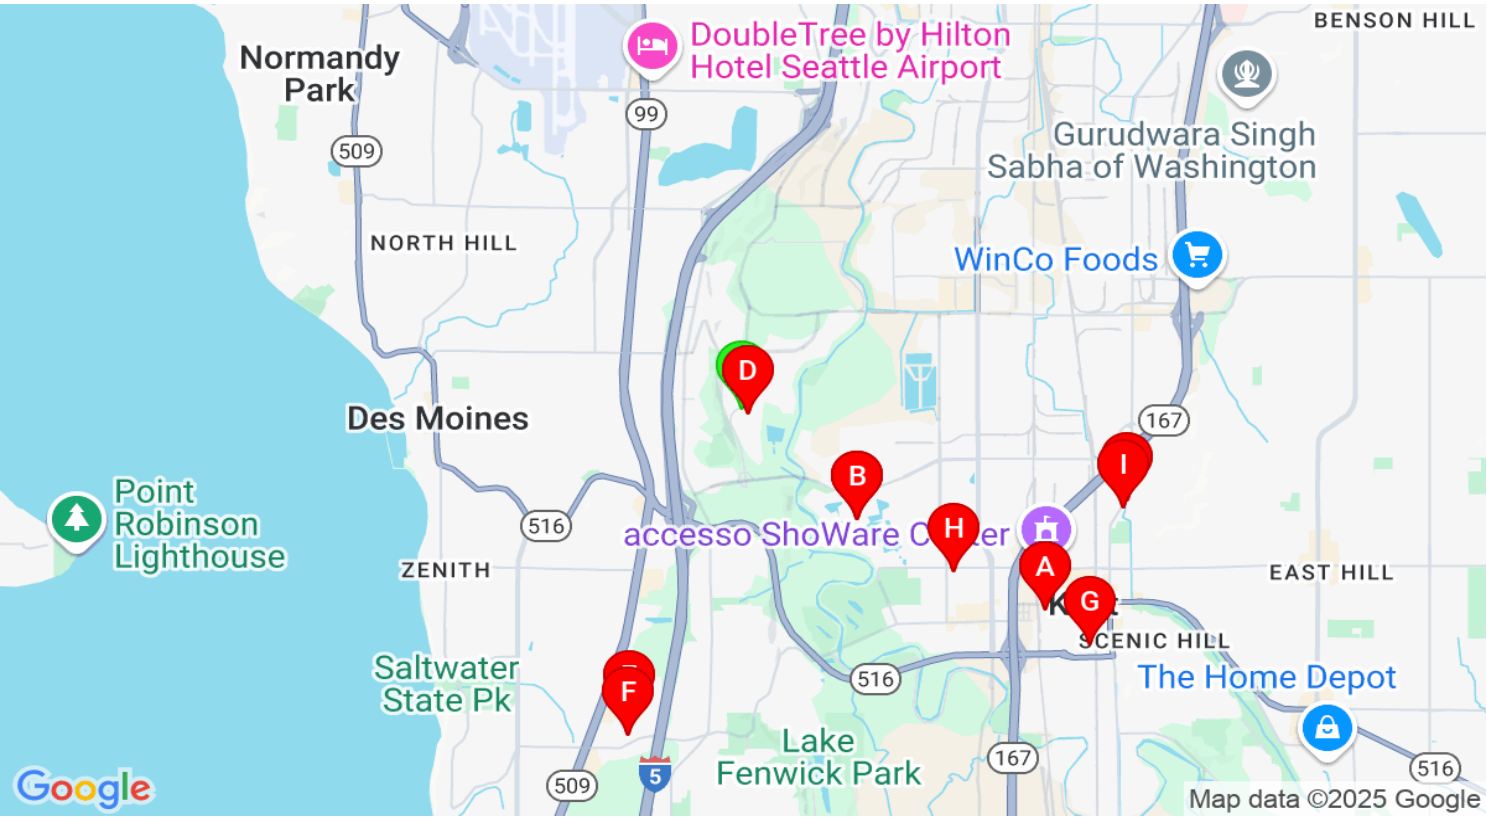 BENSON HILL
DoubleTree by Hilton
Hotel Seattle Airport
Normandy
Park
99
Gurudwara Singh
Sabha of Washington
509
NORTH HILL
WinCo Foods
D
Des Moines
167
I
B
Point
Robinson
Lighthouse
516
accesso ShoWare
H
A
ZENITH
EAST HILL
G
SCENIC HILL
Saltwater
State Pk
F
516
The Home Depot
Lake
Fenwick Park
167
5
509
516
Google
Map data ©2025 Google